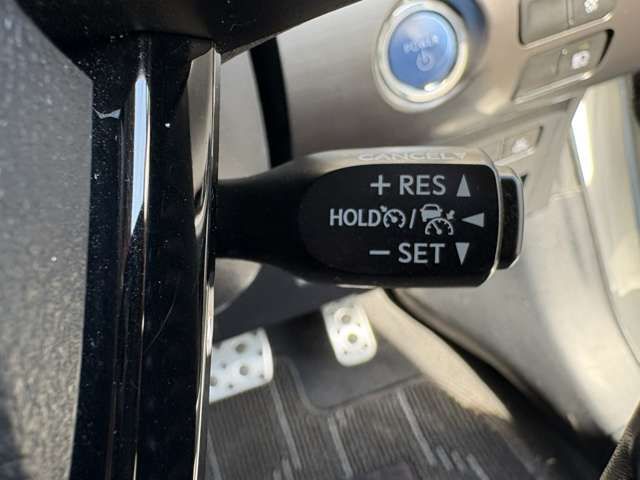 POWER
CANCEL
+ RES ▲
HOLD / ◀
− SET ▼